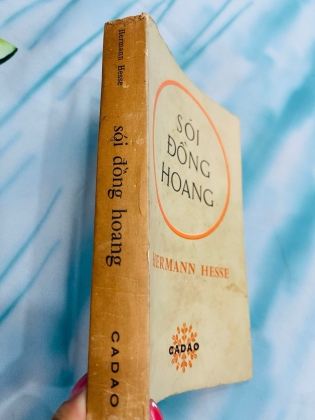 Hermann Hesse
sói đồng hoang
CADAO
SÓI
ĐỒNG
HOANG
HERMANN HESSE
CADAO